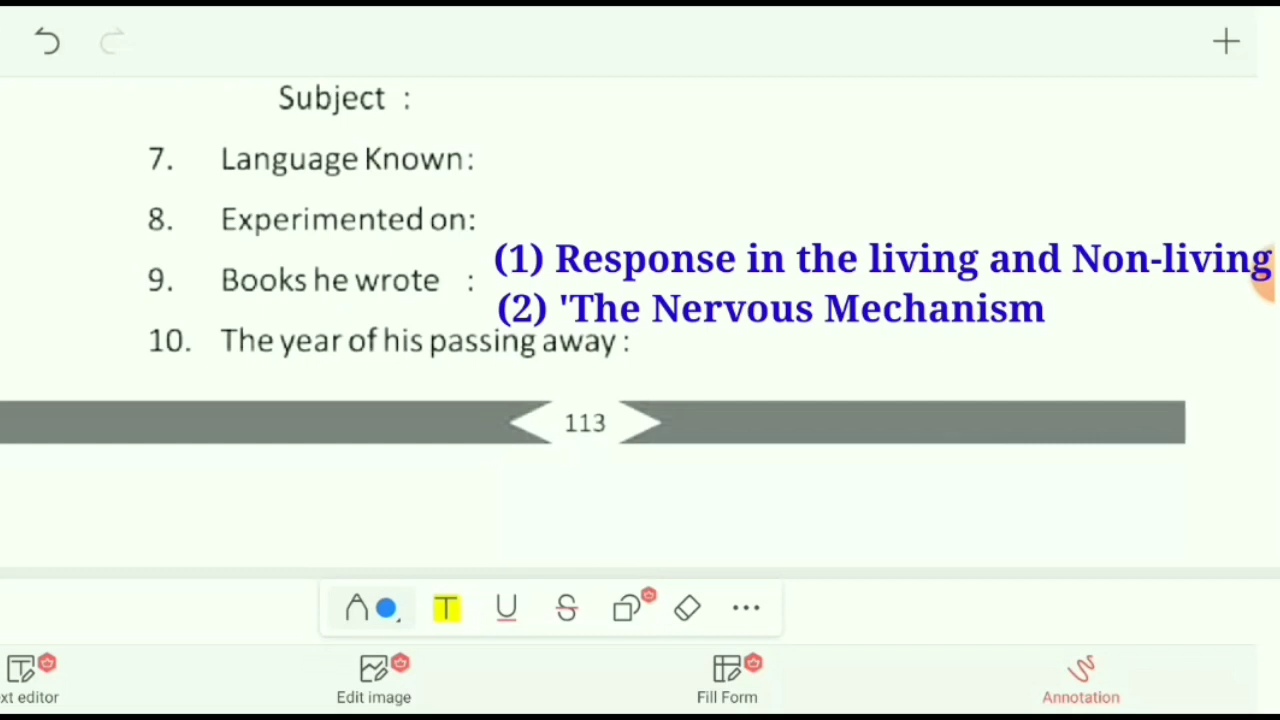 Subject :
7. Language Known:
8. Experimented on:
(1) Response in the living and Non-living
9. Books he wrote :
(2) 'The Nervous Mechanism
10. The year of his passing away :
113
T U S
xt editor Edit image Fill Form Annotation